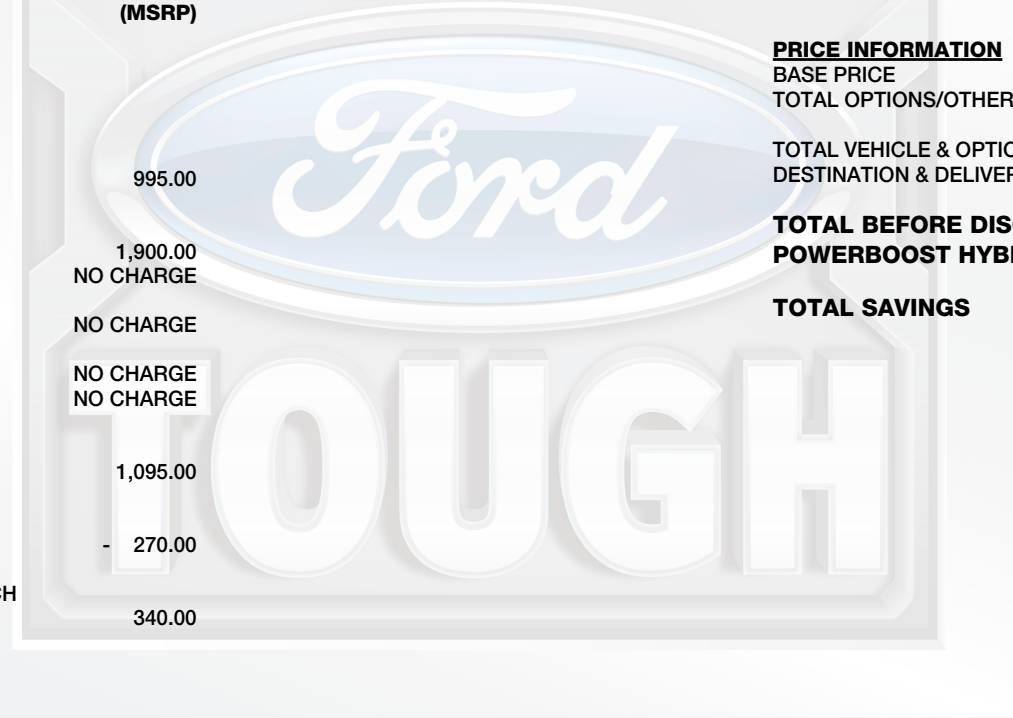 (MSRP)
995.00
1,900.00
NO CHARGE
NO CHARGE
NO CHARGE
NO CHARGE
1,095.00
- 270.00
CH
340.00
PRICE INFORMATION
BASE PRICE
TOTAL OPTIONS/OTHER
TOTAL VEHICLE & OPTIO
DESTINATION & DELIVER
TOTAL BEFORE DIS
POWERBOOST HYB
TOTAL SAVINGS
Ford
TOUGH